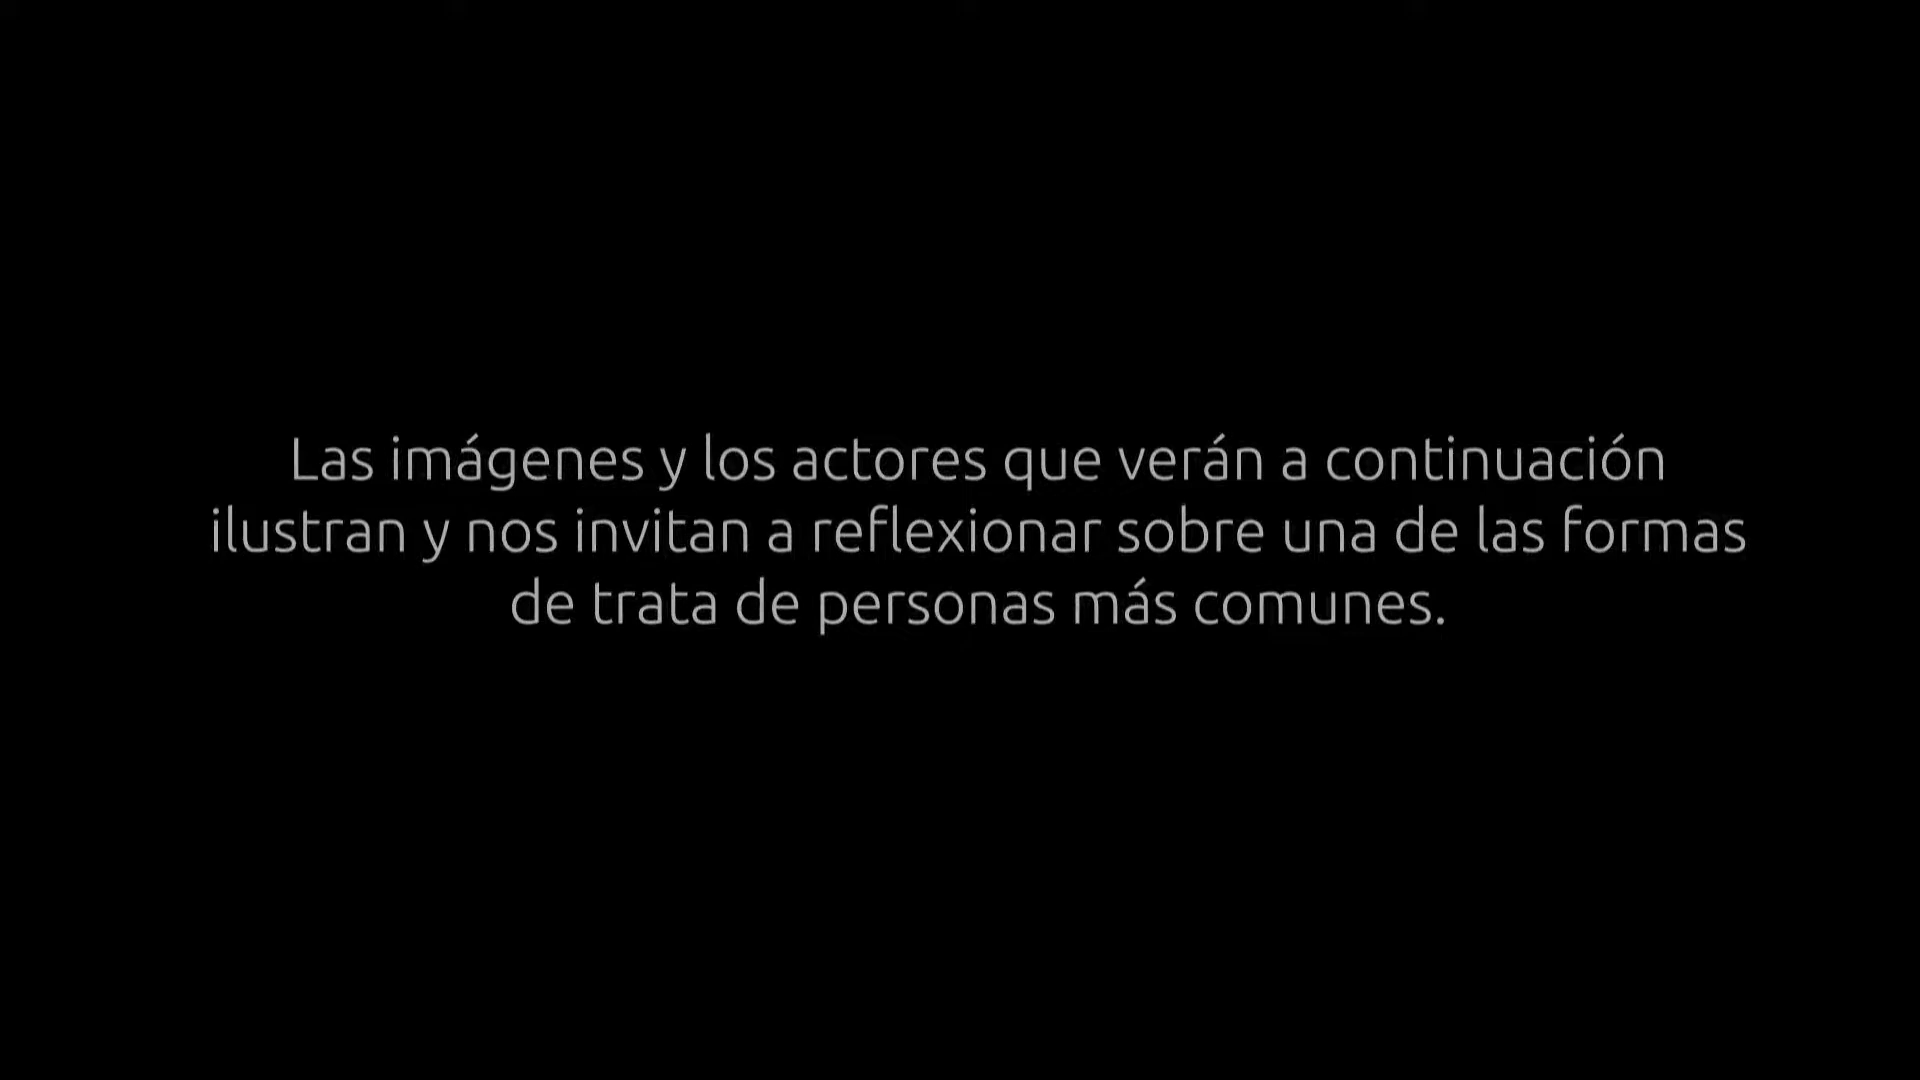 Las imágenes y los actores que verán a continuación
ilustran y nos invitan a reflexionar sobre una de las formas
de trata de personas más comunes.